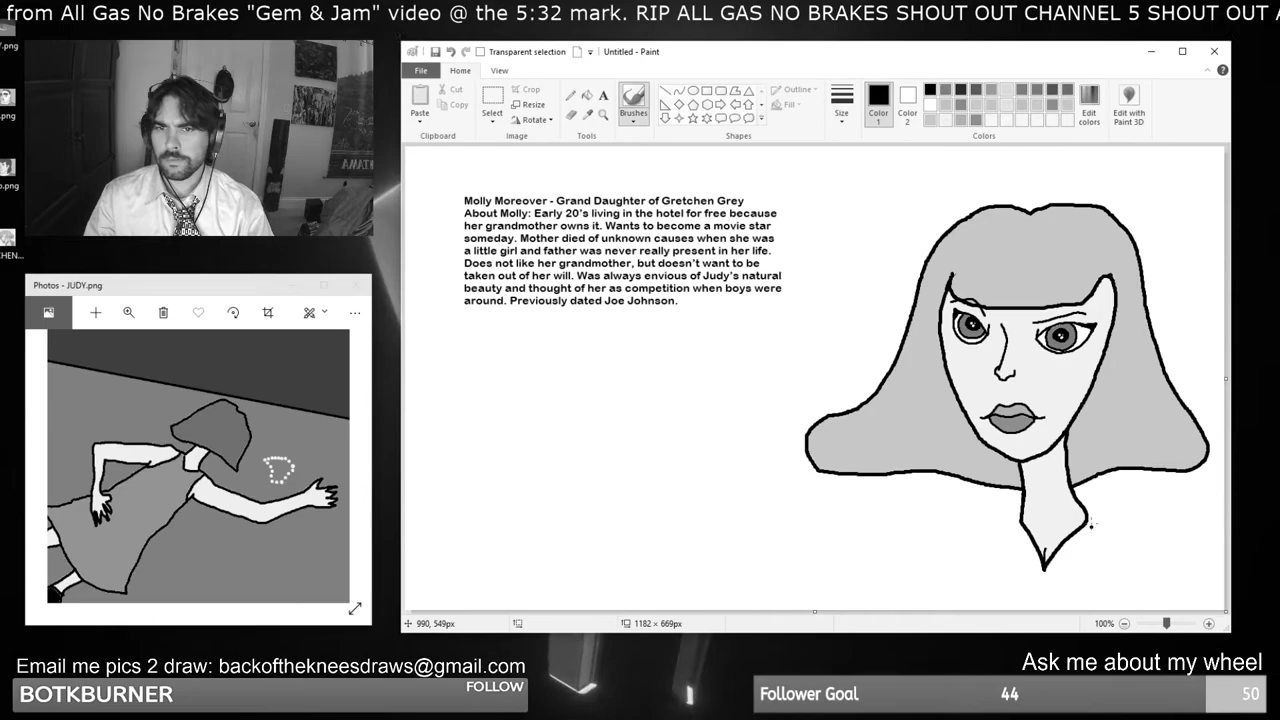 from All Gas No Brakes "Gem & Jam" video @ the 5:32 mark. RIP ALL GAS NO BRAKES SHOUT OUT CHANNEL 5 SHOUT OUT
.png
.png
Photos - JUDY.png
Transparent selection
Untitled - Paint
File
Home
View
Paste
Cut
Copy
Clipboard
Select
Crop
Resize
Rotate
Image
Tools
Brushes
Shapes
Outline
Fill
Size
Color 1
Color 2
Edit colors
Colors
Edit with Paint 3D
Molly Moreover - Grand Daughter of Gretchen Grey
About Molly: Early 20's living in the hotel for free because
her grandmother owns it. Wants to become a movie star
someday. Mother died of unknown causes when she was
a little girl and father was never really present in her life.
Does not like her grandmother, but doesn't want to be
taken out of her will. Was always envious of Judy's natural
beauty and thought of her as competition when boys were
around. Previously dated Joe Johnson.
990, 549px
1182 × 669px
100%
Email me pics 2 draw: backofthekneesdraws@gmail.com
Ask me about my wheel
BOTKBURNER
FOLLOW
Follower Goal
44
50